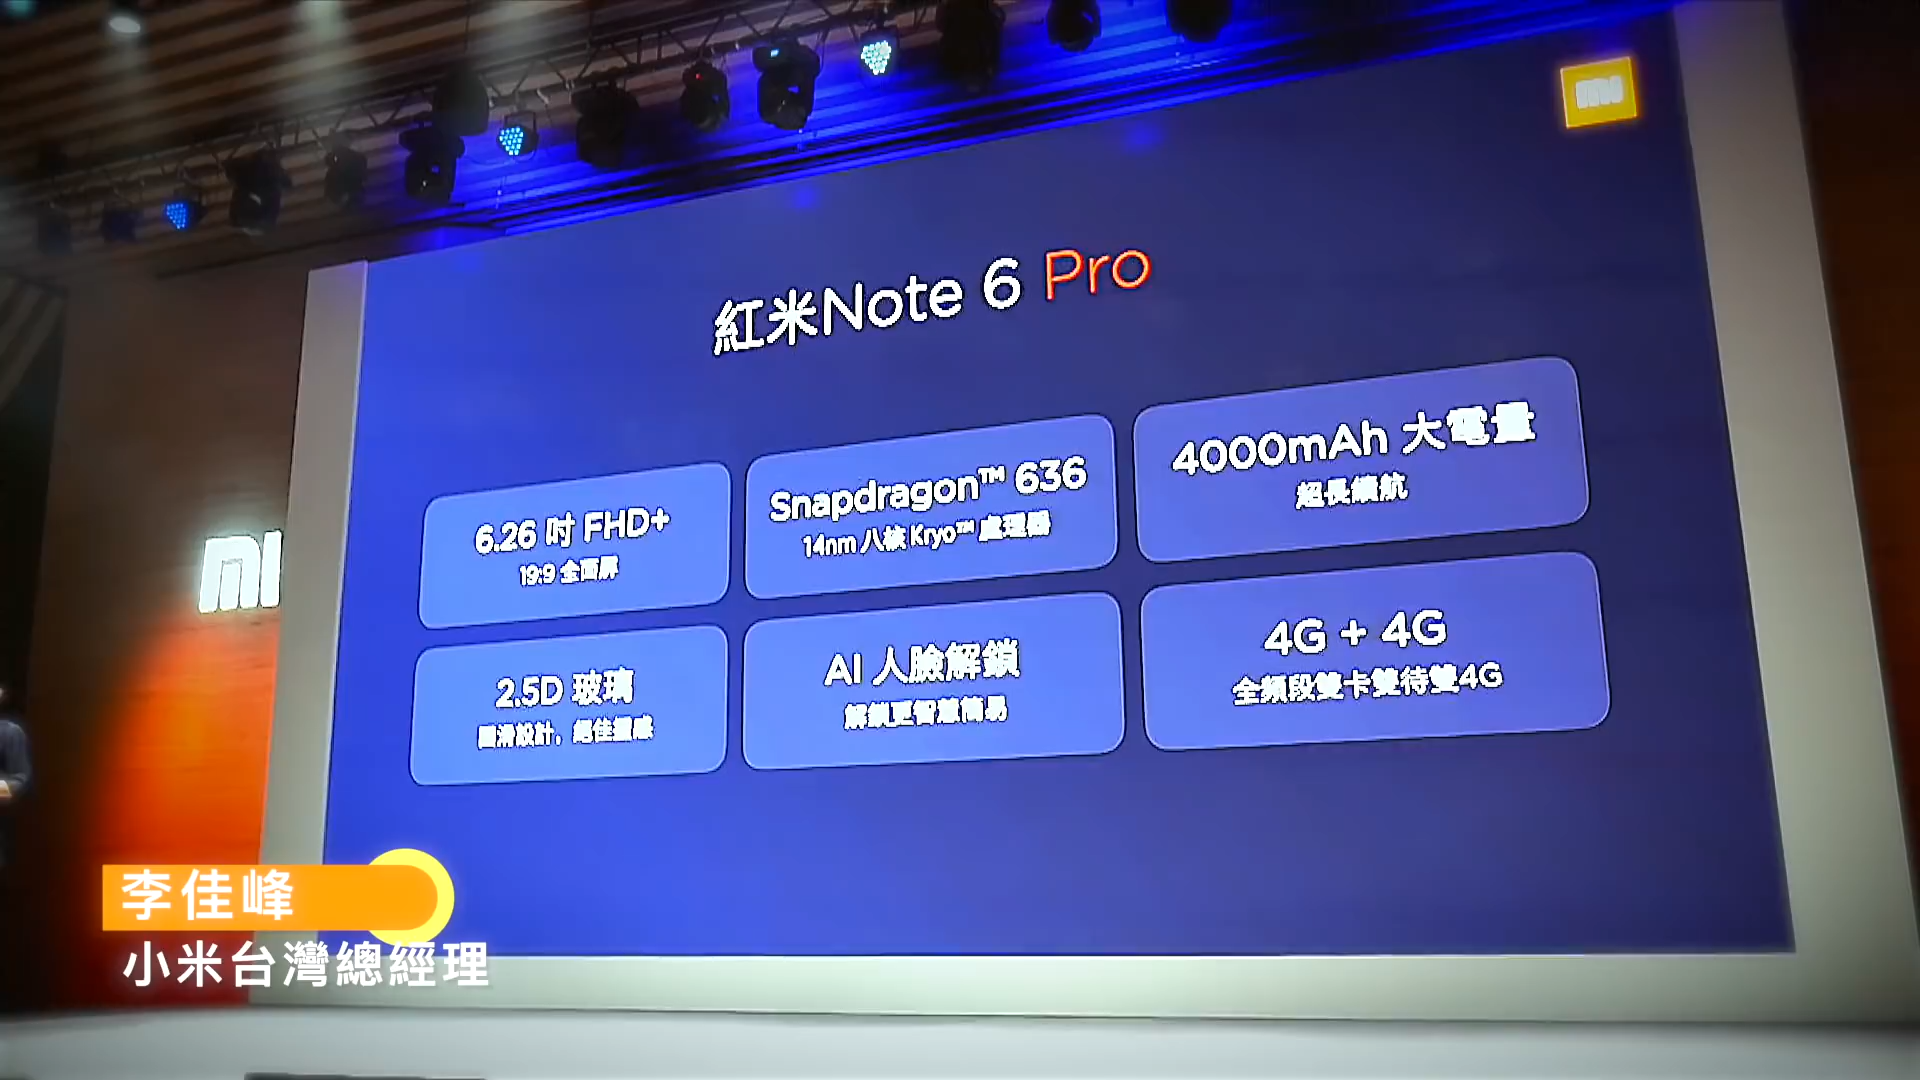 mi
紅米Note 6 Pro
6.26 吋 FHD+
19:9 全面屏
Snapdragon™ 636
14nm 八核 Kryo™ 處理器
4000mAh 大電量
超長續航
2.5D 玻璃
圓滑設計，絕佳靈感
AI 人臉解鎖
解鎖更智慧簡易
4G + 4G
全頻段雙卡雙待雙4G
mi
李佳峰
小米台灣總經理